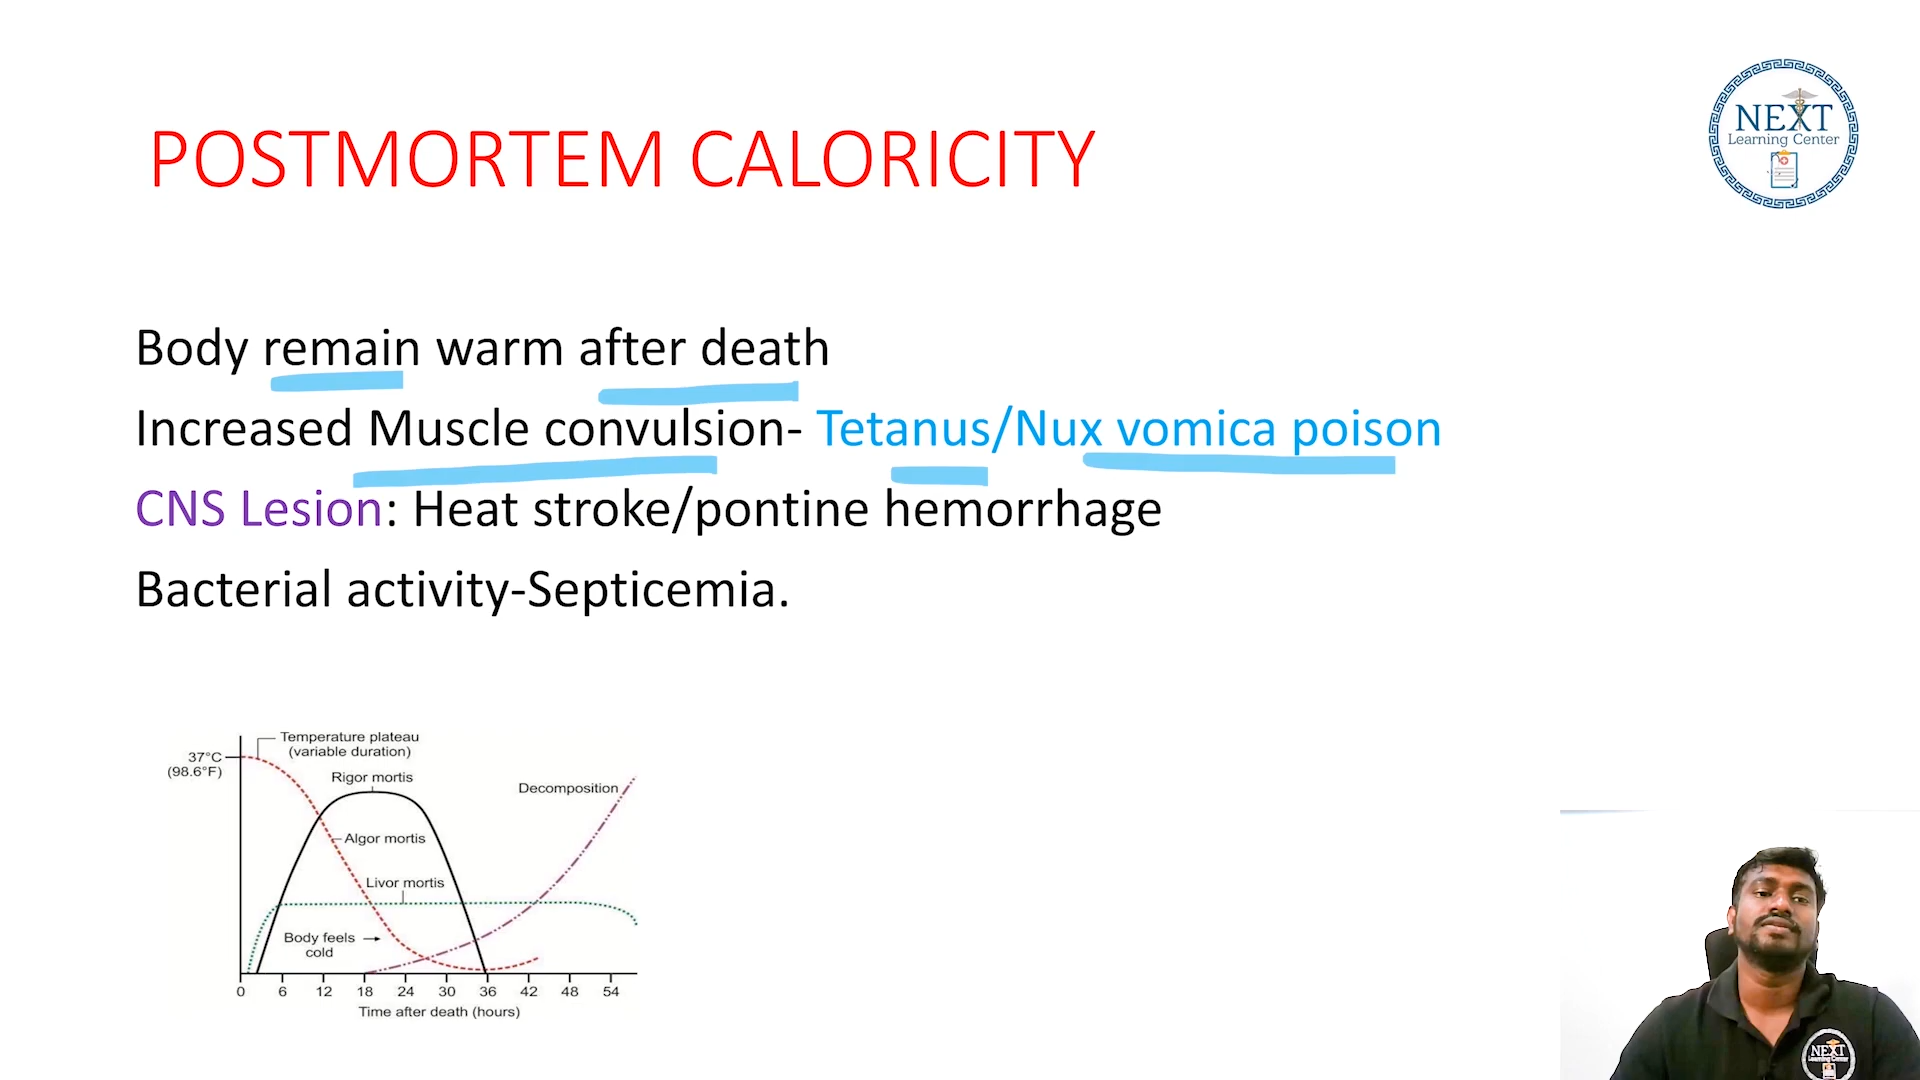 POSTMORTEM CALORICITY
NEXT
Learning Center
Body remain warm after death
Increased Muscle convulsion- Tetanus/Nux vomica poison
CNS Lesion: Heat stroke/pontine hemorrhage
Bacterial activity-Septicemia.
Temperature plateau
(variable duration)
37°C
(98.6°F)
Rigor mortis
Decomposition
Algor mortis
Livor mortis
Body feels
cold
0 6 12 18 24 30 36 42 48 54
Time after death (hours)
NEXT
Learning Center